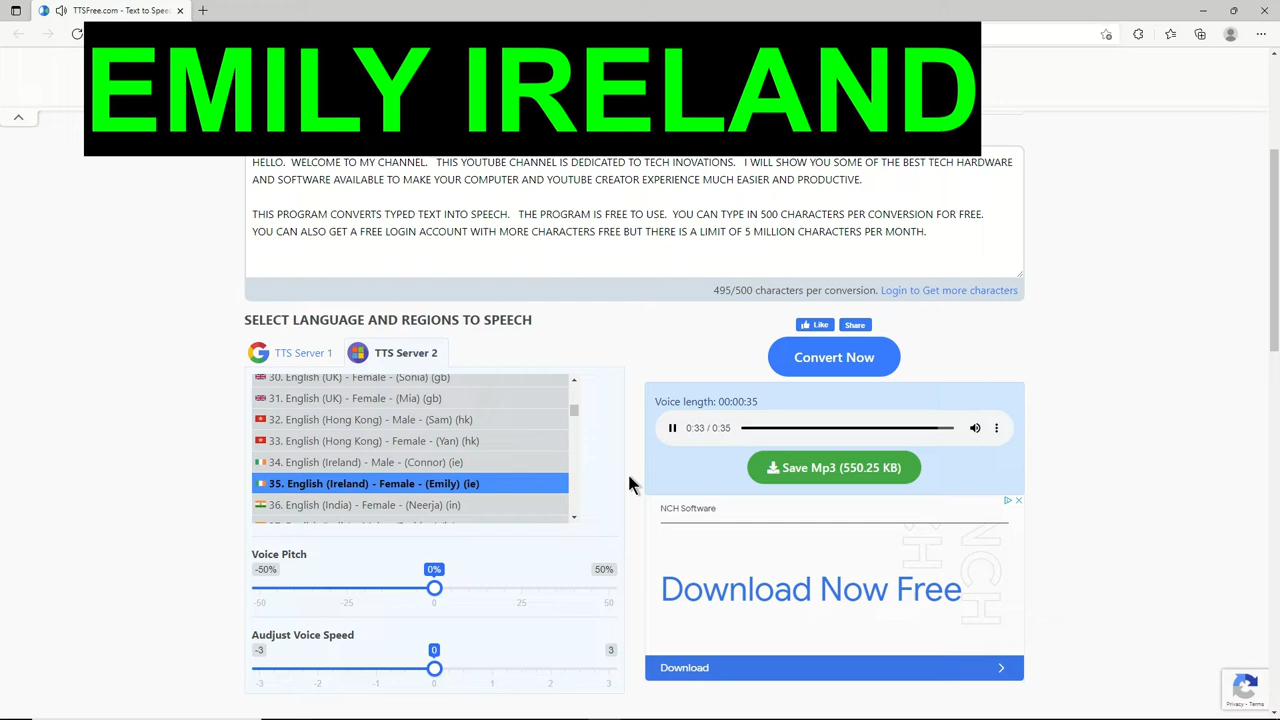 TTSFree.com - Text to Spee
EMILY IRELAND
HELLO. WELCOME TO MY CHANNEL. THIS YOUTUBE CHANNEL IS DEDICATED TO TECH INOVATIONS. I WILL SHOW YOU SOME OF THE BEST TECH HARDWARE
AND SOFTWARE AVAILABLE TO MAKE YOUR COMPUTER AND YOUTUBE CREATOR EXPERIENCE MUCH EASIER AND PRODUCTIVE.
THIS PROGRAM CONVERTS TYPED TEXT INTO SPEECH. THE PROGRAM IS FREE TO USE. YOU CAN TYPE IN 500 CHARACTERS PER CONVERSION FOR FREE.
YOU CAN ALSO GET A FREE LOGIN ACCOUNT WITH MORE CHARACTERS FREE BUT THERE IS A LIMIT OF 5 MILLION CHARACTERS PER MONTH.
495/500 characters per conversion. Login to Get more characters
SELECT LANGUAGE AND REGIONS TO SPEECH
TTS Server 1
TTS Server 2
30. English (UK) - Female - (Sonia) (gb)
31. English (UK) - Female - (Mia) (gb)
32. English (Hong Kong) - Male - (Sam) (hk)
33. English (Hong Kong) - Female - (Yan) (hk)
34. English (Ireland) - Male - (Connor) (ie)
35. English (Ireland) - Female - (Emily) (ie)
36. English (India) - Female - (Neerja) (in)
Voice Pitch
-50% 0% 50%
-50 -25 0 25 50
Audjust Voice Speed
-3 0 3
-3 -2 -1 0 1 2 3
Like Share
Convert Now
Voice length: 00:00:35
0:33 / 0:35
Save Mp3 (550.25 KB)
NCH Software
NCH
Download Now Free
Download
Privacy - Terms